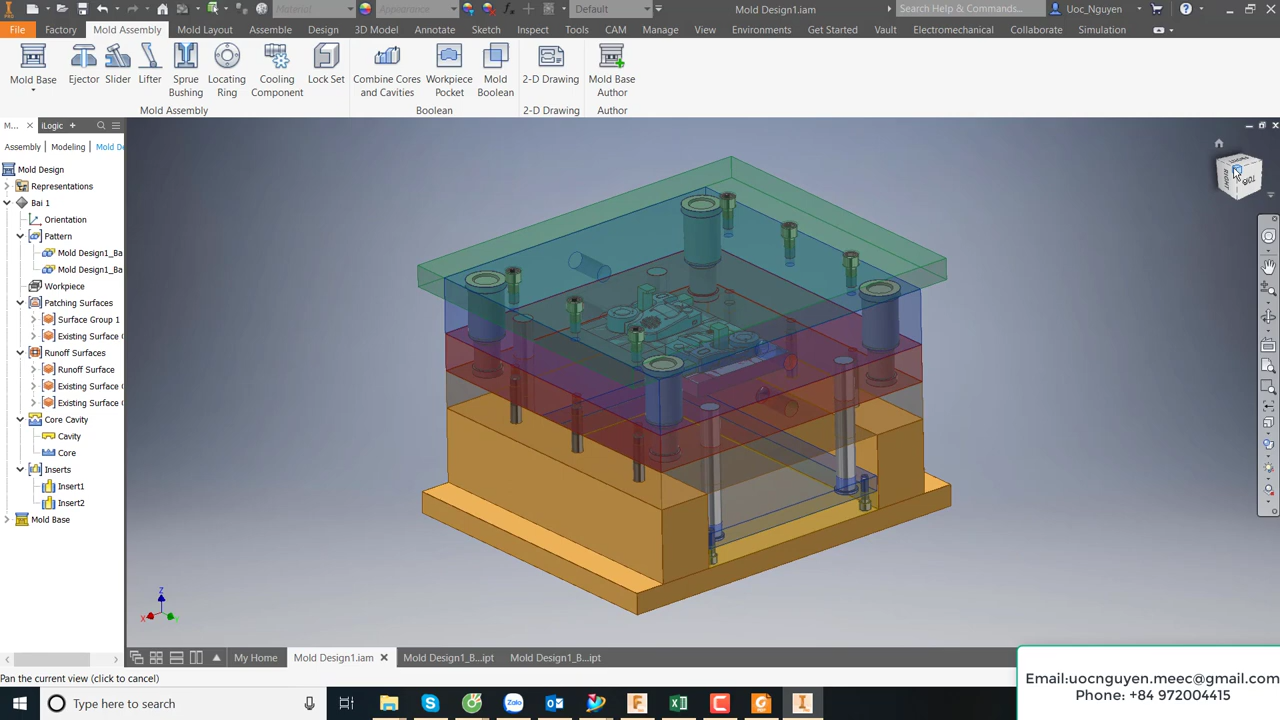 PRO
Material
Appearance
Default
Mold Design1.iam
Search Help & Commands...
Uoc_Nguyen
File
Factory
Mold Assembly
Mold Layout
Assemble
Design
3D Model
Annotate
Sketch
Inspect
Tools
CAM
Manage
View
Environments
Get Started
Vault
Electromechanical
Collaborate
Simulation
Mold Base
Ejector
Slider
Lifter
Sprue
Bushing
Locating
Ring
Cooling
Component
Lock Set
Combine Cores
and Cavities
Workpiece
Pocket
Mold
Boolean
2-D Drawing
Mold Base
Author
Mold Assembly
Boolean
2-D Drawing
Author
M...
iLogic
Assembly
Modeling
Mold De
Mold Design
Representations
Bai 1
Orientation
Pattern
Mold Design1_Ba
Mold Design1_Ba
Workpiece
Patching Surfaces
Surface Group 1
Existing Surface G
Runoff Surfaces
Runoff Surface
Existing Surface G
Existing Surface G
Core Cavity
Cavity
Core
Inserts
Insert1
Insert2
Mold Base
RIGHT
TOP
Z
X
Y
My Home
Mold Design1.iam
Mold Design1_B...ipt
Mold Design1_B...ipt
Pan the current view (click to cancel)
Type here to search
Zalo
Email:uocnguyen.meec@gmail.com
Phone: +84 972004415